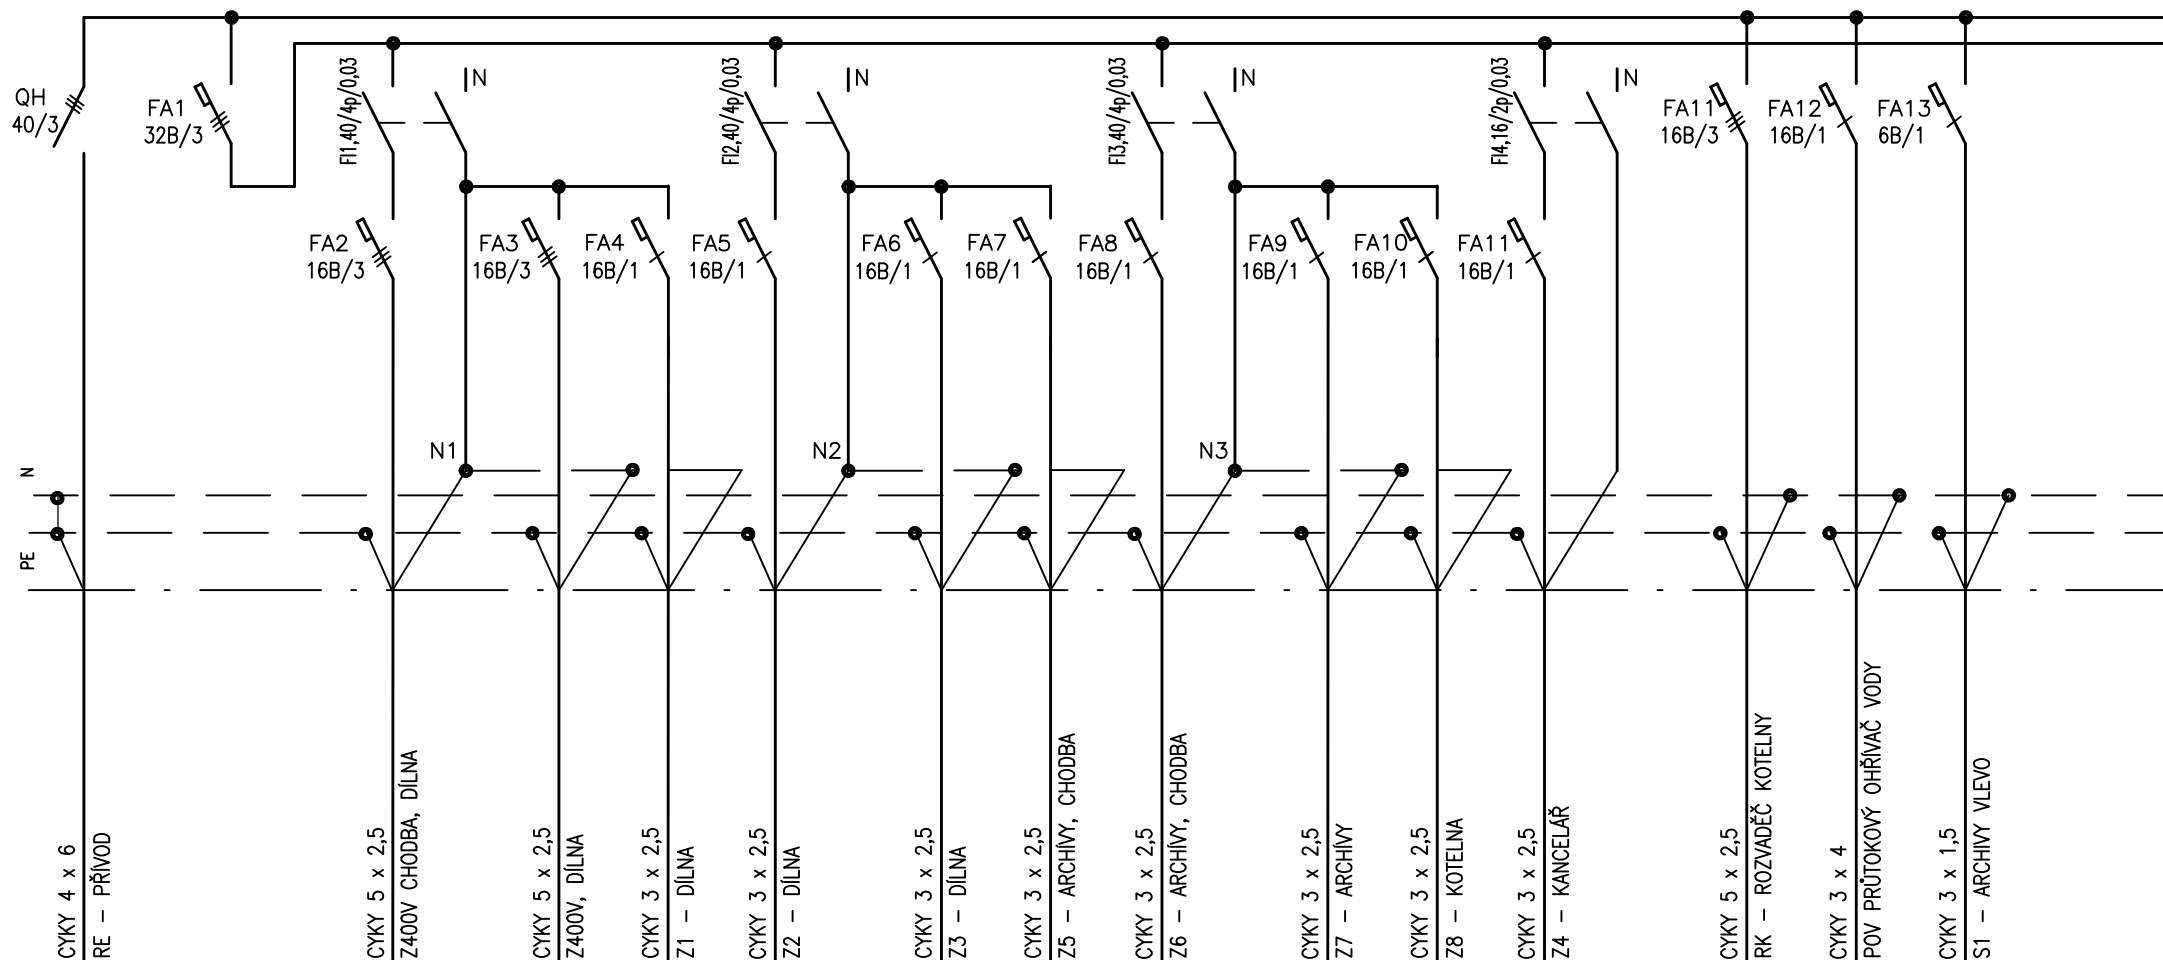 QH
40/3
FA1
32B/3
FI1,40/4p/0,03
N
FI2,40/4p/0,03
N
FI3,40/4p/0,03
N
FI4,16/2p/0,03
N
FA11
16B/3
FA12
16B/1
FA13
6B/1
FA2
16B/3
FA3
16B/3
FA4
16B/1
FA5
16B/1
FA6
16B/1
FA7
16B/1
FA8
16B/1
FA9
16B/1
FA10
16B/1
FA11
16B/1
N1
N2
N3
N
PE
CYKY 4 x 6
RE – PŘÍVOD
CYKY 5 x 2,5
Z400V CHODBA, DÍLNA
CYKY 5 x 2,5
Z400V, DÍLNA
CYKY 3 x 2,5
Z1 – DÍLNA
CYKY 3 x 2,5
Z2 – DÍLNA
CYKY 3 x 2,5
Z3 – DÍLNA
CYKY 3 x 2,5
Z5 – ARCHÍVY, CHODBA
CYKY 3 x 2,5
Z6 – ARCHÍVY, CHODBA
CYKY 3 x 2,5
Z7 – ARCHÍVY
CYKY 3 x 2,5
Z8 – KOTELNA
CYKY 3 x 2,5
Z4 – KANCELÁŘ
CYKY 5 x 2,5
RK – ROZVADĚČ KOTELNY
CYKY 3 x 4
POV PRŮTOKOVÝ OHŘÍVAČ VODY
CYKY 3 x 1,5
S1 – ARCHIVY VLEVO